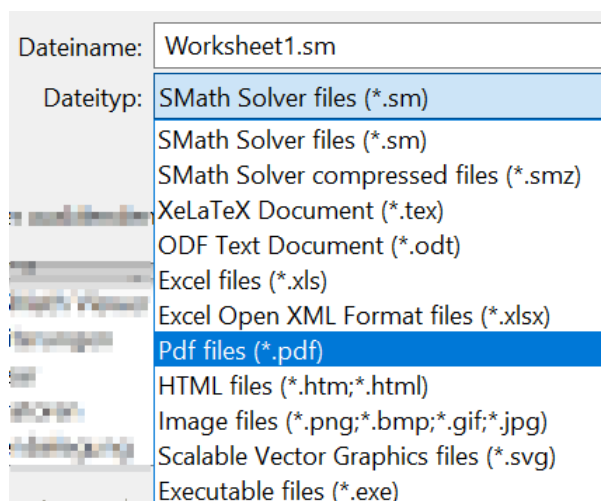 Dateiname: Worksheet1.sm
Dateityp: SMath Solver files (*.sm)
SMath Solver files (*.sm)
SMath Solver compressed files (*.smz)
XeLaTeX Document (*.tex)
ODF Text Document (*.odt)
Excel files (*.xls)
Excel Open XML Format files (*.xlsx)
Pdf files (*.pdf)
HTML files (*.htm;*.html)
Image files (*.png;*.bmp;*.gif;*.jpg)
Scalable Vector Graphics files (*.svg)
Executable files (*.exe)